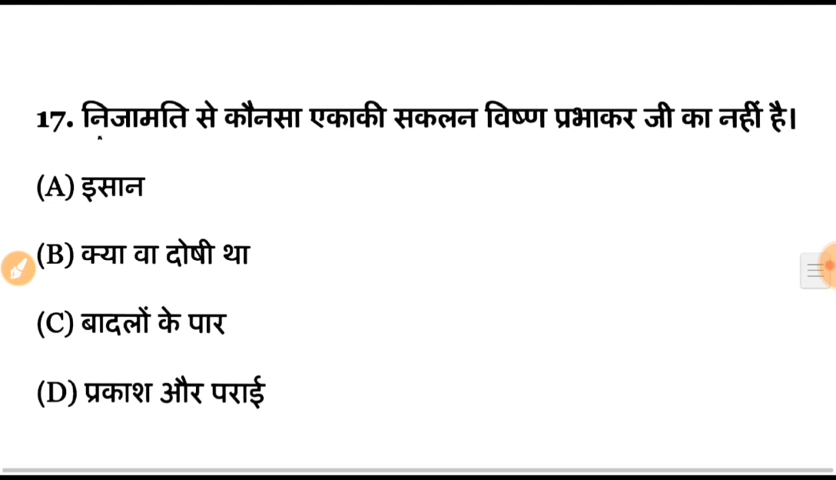 17. निजामति से कौनसा एकाकी सकलन विष्ण प्रभाकर जी का नहीं है।
(A) इसान
(B) क्या वा दोषी था
(C) बादलों के पार
(D) प्रकाश और पराई